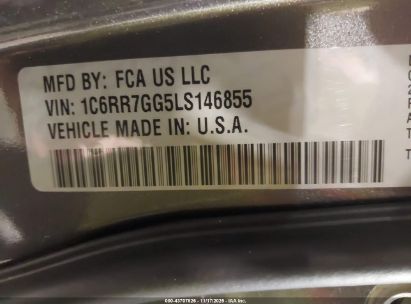 MFD BY: FCA US LLC
VIN: 1C6RR7GG5LS146855
VEHICLE MADE IN: U.S.A.